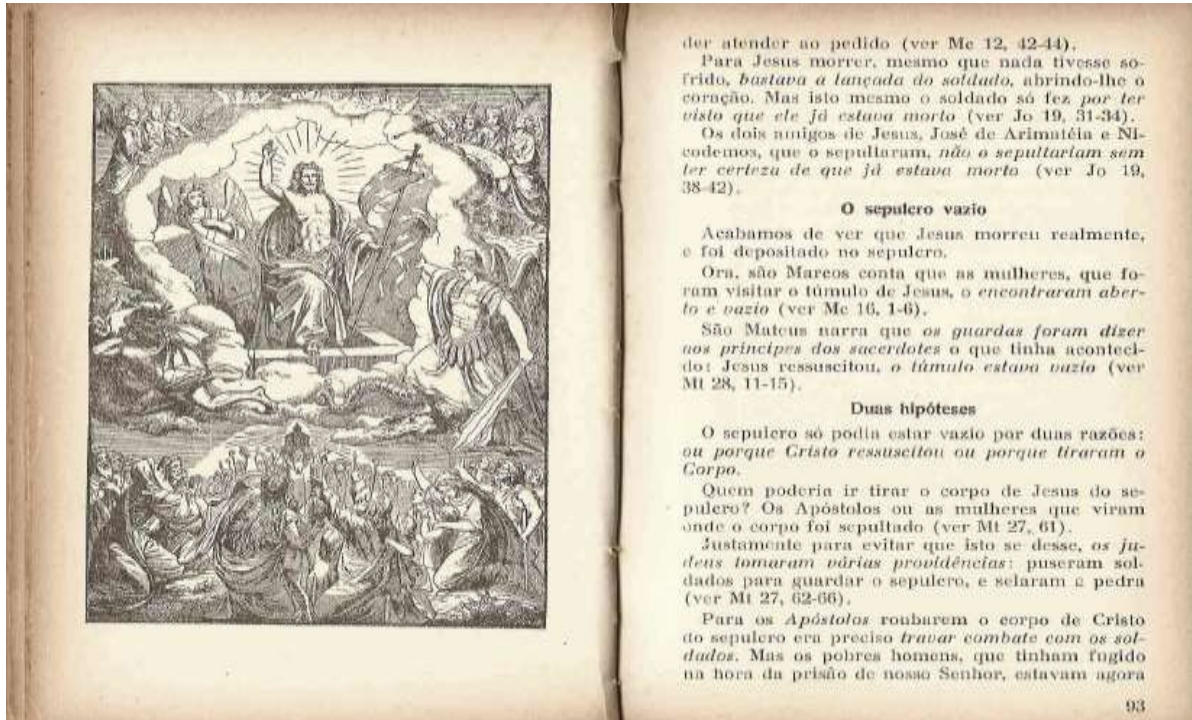 der atender ao pedido (ver Mc 12, 42-44).
Para Jesus morrer, mesmo que nada tivesse so-
frido, bastava a lançada do soldado, abrindo-lhe o
coração. Mas isto mesmo o soldado só fez por ter
visto que ele já estava morto (ver Jo 19, 31-34).
Os dois amigos de Jesus, José de Arimatéia e Ni-
codemos, que o sepultaram, não o sepultariam sem
ter certeza de que já estava morto (ver Jo 19,
38-42).
O sepulcro vazio
Acabamos de ver que Jesus morreu realmente,
e foi depositado no sepulcro.
Ora, são Marcos conta que as mulheres, que fo-
ram visitar o túmulo de Jesus, o encontraram aber-
to e vazio (ver Mc 16, 1-6).
São Mateus narra que os guardas foram dizer
aos príncipes dos sacerdotes o que tinha aconteci-
do: Jesus ressuscitou, o túmulo estava vazio (ver
Mt 28, 11-15).
Duas hipóteses
O sepulcro só podia estar vazio por duas razões:
ou porque Cristo ressuscitou ou porque tiraram o
Corpo.
Quem poderia ir tirar o corpo de Jesus do se-
pulcro? Os Apóstolos ou as mulheres que viram
onde o corpo foi sepultado (ver Mt 27, 61).
Justamente para evitar que isto se desse, os ju-
deus tomaram várias providências: puseram sol-
dados para guardar o sepulcro, e selaram a pedra
(ver Mt 27, 62-66).
Para os Apóstolos roubarem o corpo de Cristo
do sepulcro era preciso travar combate com os sol-
dados. Mas os pobres homens, que tinham fugido
na hora da prisão de nosso Senhor, estavam agora
93